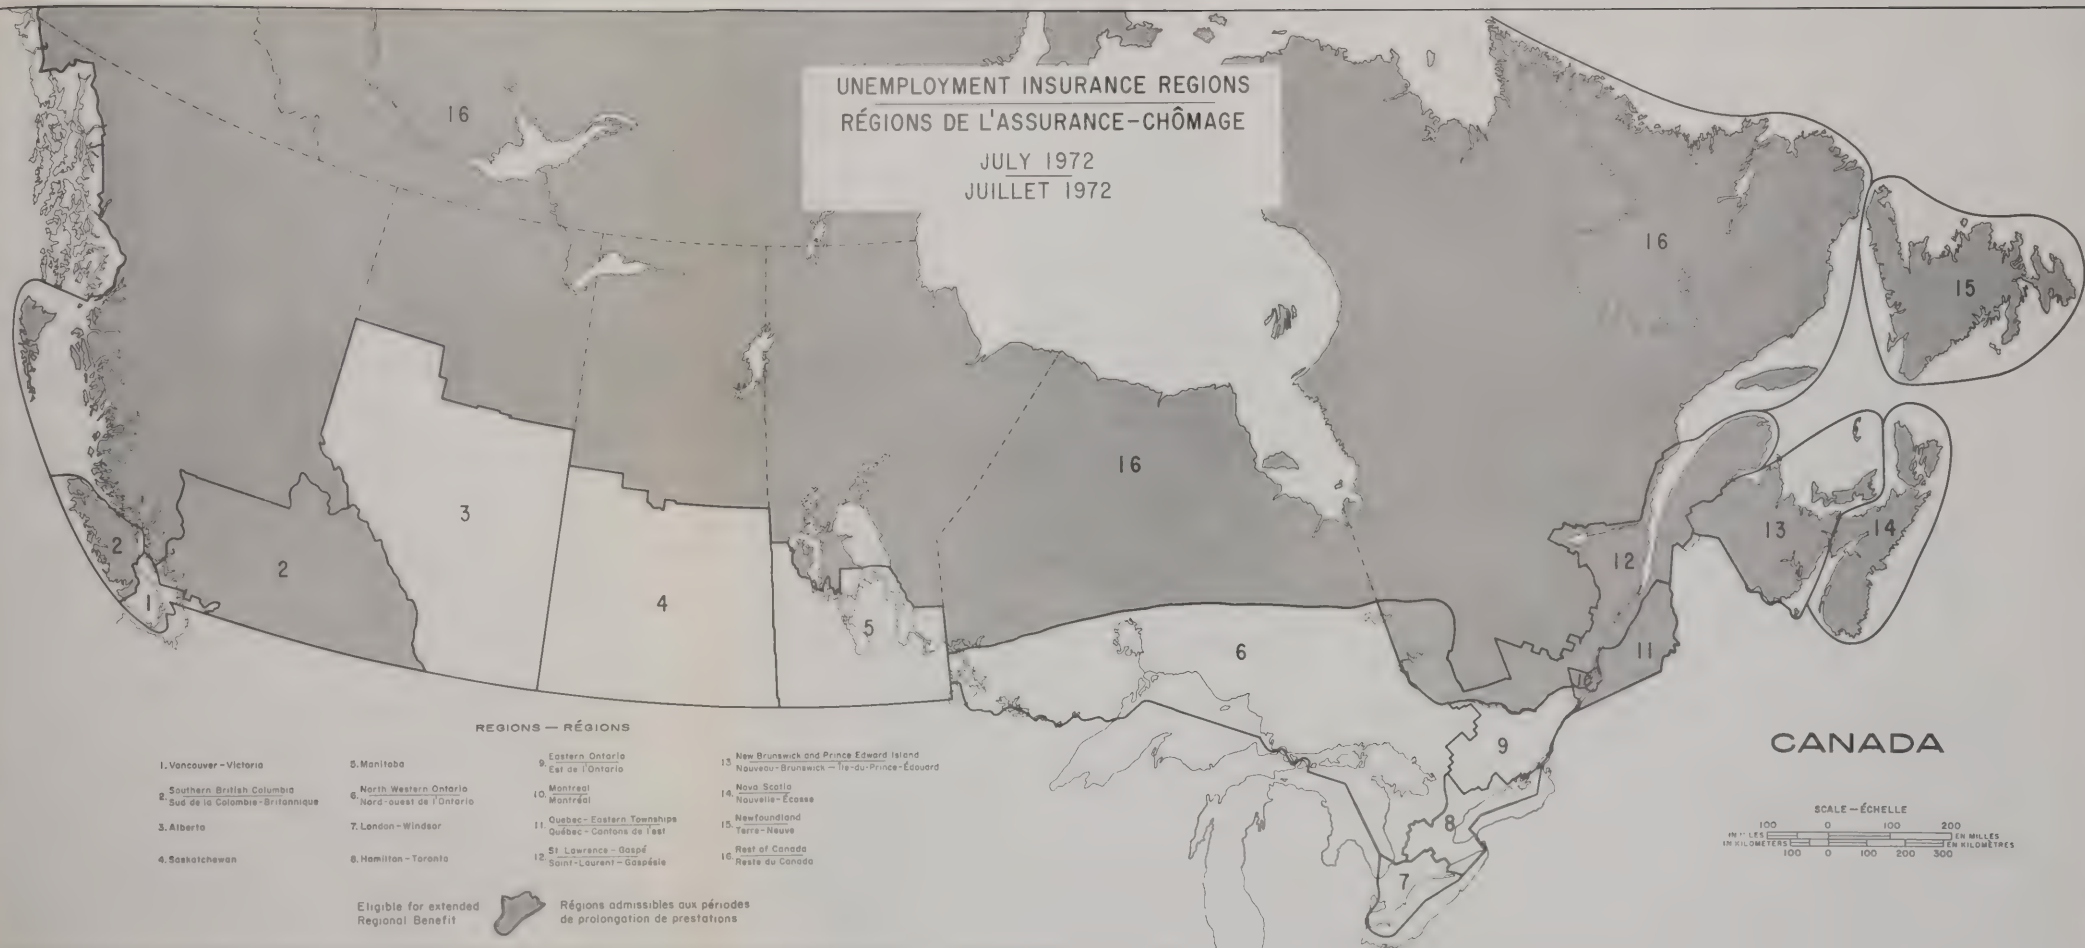 UNEMPLOYMENT INSURANCE REGIONS
RÉGIONS DE L'ASSURANCE-CHÔMAGE
JULY 1972
JUILLET 1972
16
16
15
16
3
2
2
1
4
5
6
12
13
14
11
10
9
8
7
CANADA
REGIONS — RÉGIONS
1. Vancouver - Victoria
2. Southern British Columbia
Sud de la Colombie-Britannique
3. Alberta
4. Saskatchewan
5. Manitoba
6. North Western Ontario
Nord-ouest de l'Ontario
7. London - Windsor
8. Hamilton - Toronto
9. Eastern Ontario
Est de l'Ontario
10. Montreal
Montréal
11. Quebec - Eastern Townships
Québec - Cantons de l'est
12. St Lawrence - Gaspé
Saint-Laurent - Gaspésie
13. New Brunswick and Prince Edward Island
Nouveau-Brunswick - Île-du-Prince-Édouard
14. Nova Scotia
Nouvelle-Écosse
15. Newfoundland
Terre-Neuve
16. Rest of Canada
Reste du Canada
Eligible for extended
Regional Benefit
Régions admissibles aux périodes
de prolongation de prestations
SCALE — ÉCHELLE
100 0 100 200
EN MILLES
IN KILOMETERS EN KILOMÈTRES
100 0 100 200 300